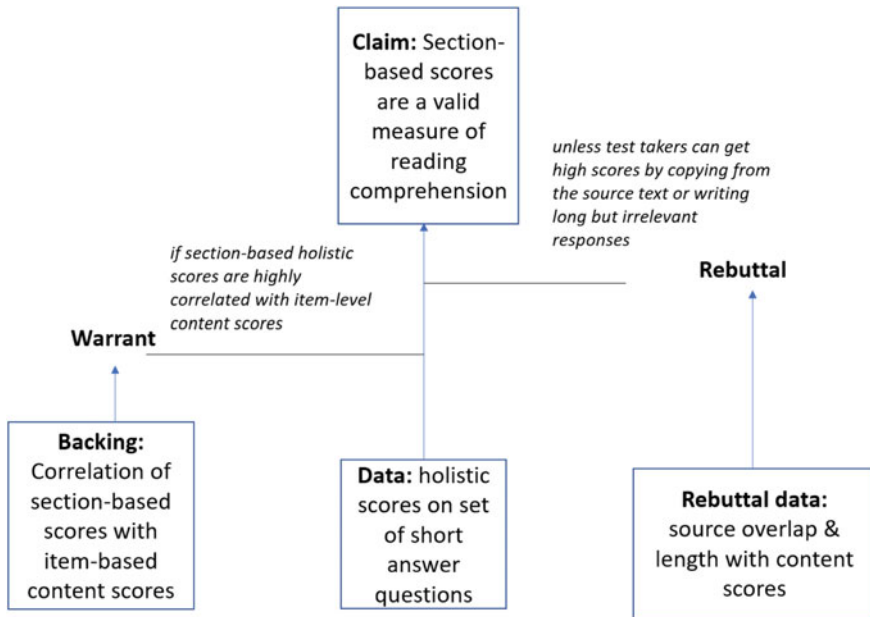 Claim: Section-
based scores
are a valid
measure of
reading
comprehension
unless test takers can get
high scores by copying from
the source text or writing
long but irrelevant
responses
Rebuttal
if section-based holistic
scores are highly
correlated with item-level
content scores
Warrant
Backing:
Correlation of
section-based
scores with
item-based
content scores
Data: holistic
scores on set
of short
answer
questions
Rebuttal data:
source overlap &
length with content
scores